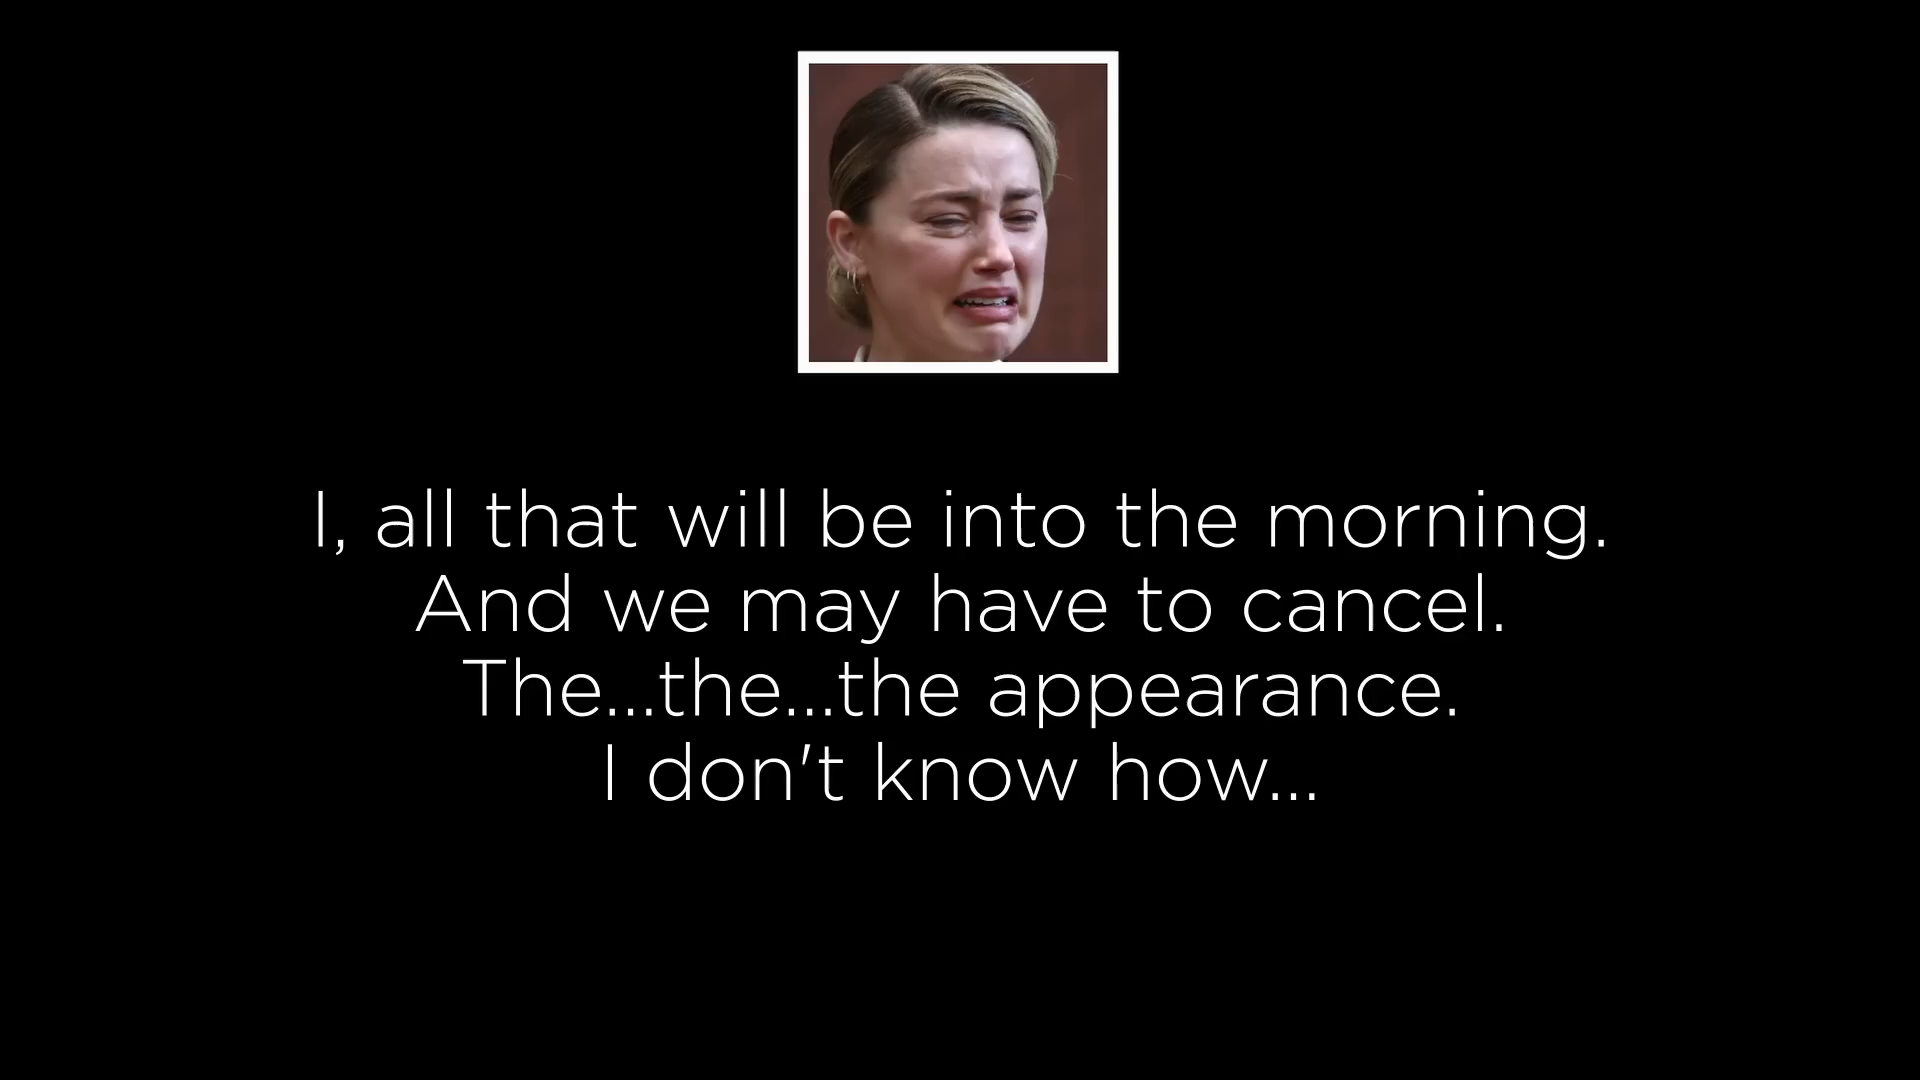 I, all that will be into the morning.
And we may have to cancel.
The...the...the appearance.
I don't know how...